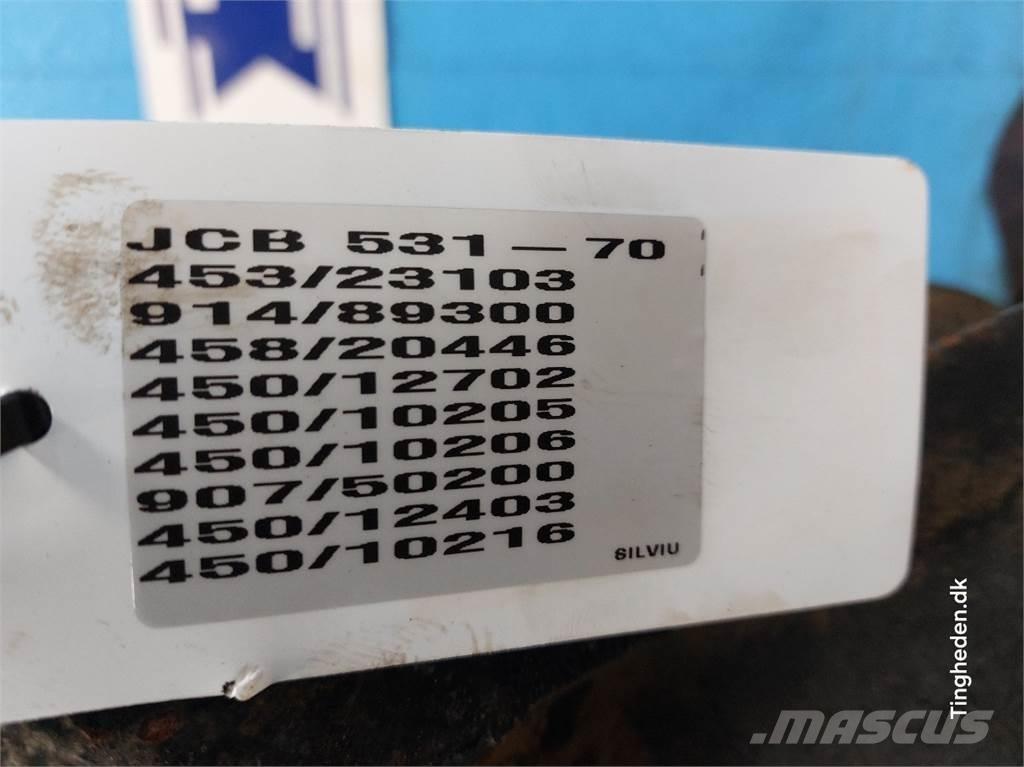 JCB 531-70
453/23103
914/89300
458/20446
450/12702
450/10205
450/10206
907/50200
450/12403
450/10216
SILVIU
Tingheden.dk
MASCUS